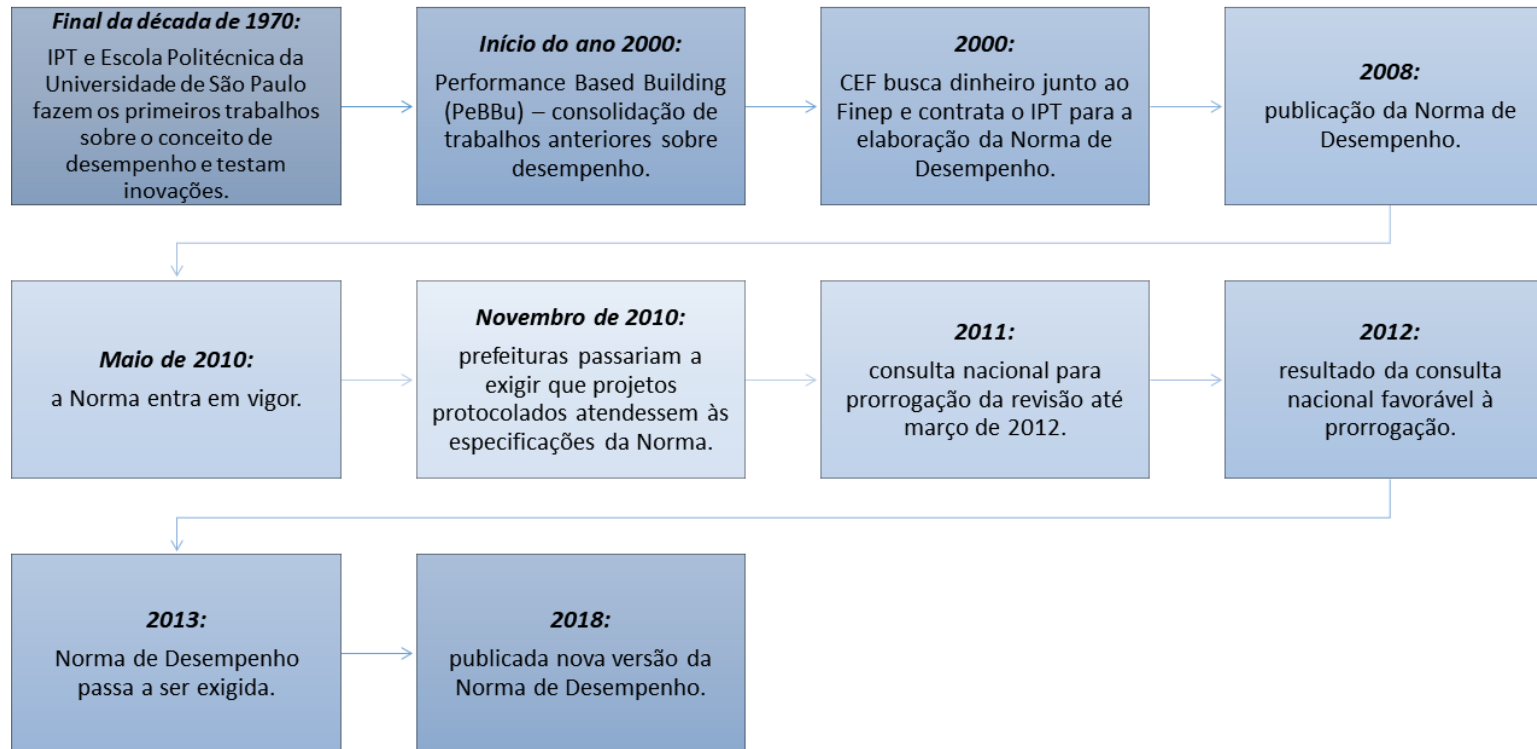 Final da década de 1970:
IPT e Escola Politécnica da
Universidade de São Paulo
fazem os primeiros trabalhos
sobre o conceito de
desempenho e testam
inovações.
Início do ano 2000:
Performance Based Building
(PeBBu) – consolidação de
trabalhos anteriores sobre
desempenho.
2000:
CEF busca dinheiro junto ao
Finep e contrata o IPT para a
elaboração da Norma de
Desempenho.
2008:
publicação da Norma de
Desempenho.
Maio de 2010:
a Norma entra em vigor.
Novembro de 2010:
prefeituras passariam a
exigir que projetos
protocolados atendessem às
especificações da Norma.
2011:
consulta nacional para
prorrogação da revisão até
março de 2012.
2012:
resultado da consulta
nacional favorável à
prorrogação.
2013:
Norma de Desempenho
passa a ser exigida.
2018:
publicada nova versão da
Norma de Desempenho.